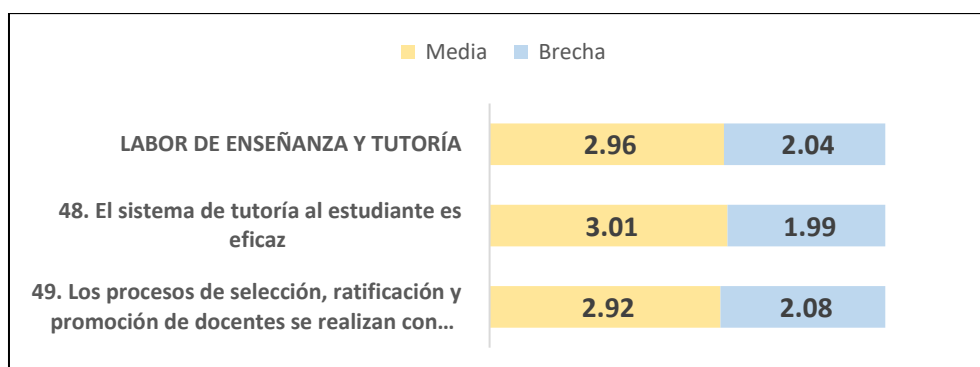 Media Brecha
LABOR DE ENSEÑANZA Y TUTORÍA
2.96 2.04
48. El sistema de tutoría al estudiante es
eficaz
3.01 1.99
49. Los procesos de selección, ratificación y
promoción de docentes se realizan con…
2.92 2.08